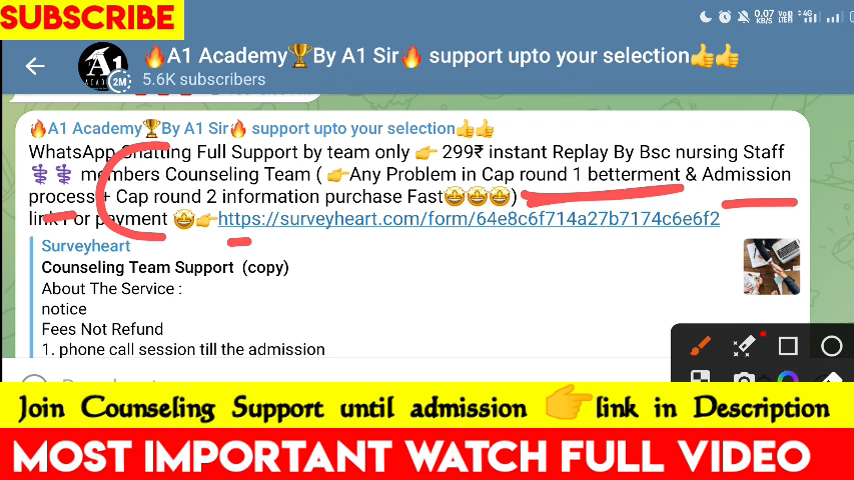 SUBSCRIBE
0.07 KB/S Vo9 LTE 4G
🔥A1 Academy🏆By A1 Sir🔥 support upto your selection👍👍
5.6K subscribers
A1
2M
🔥A1 Academy🏆By A1 Sir🔥 support upto your selection👍👍
WhatsApp Chatting Full Support by team only 👉 299₹ instant Replay By Bsc nursing Staff
⚕️⚕️ members Counseling Team ( 👉Any Problem in Cap round 1 betterment & Admission
process + Cap round 2 information purchase Fast🤩🤩🤩)
link For payment 🤩👉https://surveyheart.com/form/64e8c6f714a27b7174c6e6f2
Surveyheart
Counseling Team Support (copy)
About The Service :
notice
Fees Not Refund
1. phone call session till the admission
Join Counseling Support until admission 👉link in Description
MOST IMPORTANT WATCH FULL VIDEO